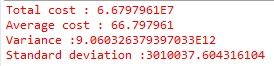 Total cost : 6.6797961E7
Average cost : 66.797961
Variance :9.060326379397033E12
Standard deviation :3010037.604316104